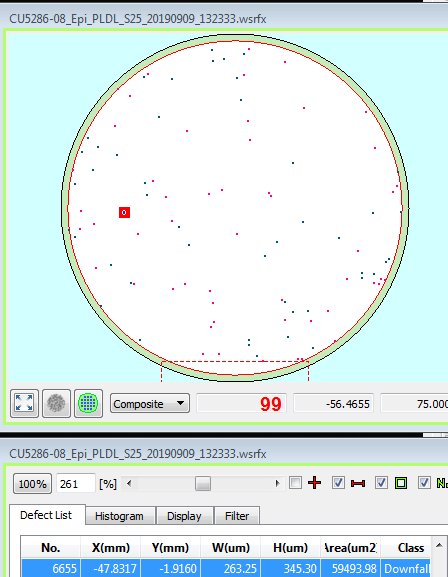 CU5286-08_Epi_PLDL_S25_20190909_132333.wsrfx
0
Composite 99 -56.4655 75.000
CU5286-08_Epi_PLDL_S25_20190909_132333.wsrfx
100% 261 [%]
Defect List Histogram Display Filter
No. X(mm) Y(mm) W(um) H(um) Area(um2) Class
6655 -47.8317 -1.9160 263.25 345.30 59493.98 Downfall